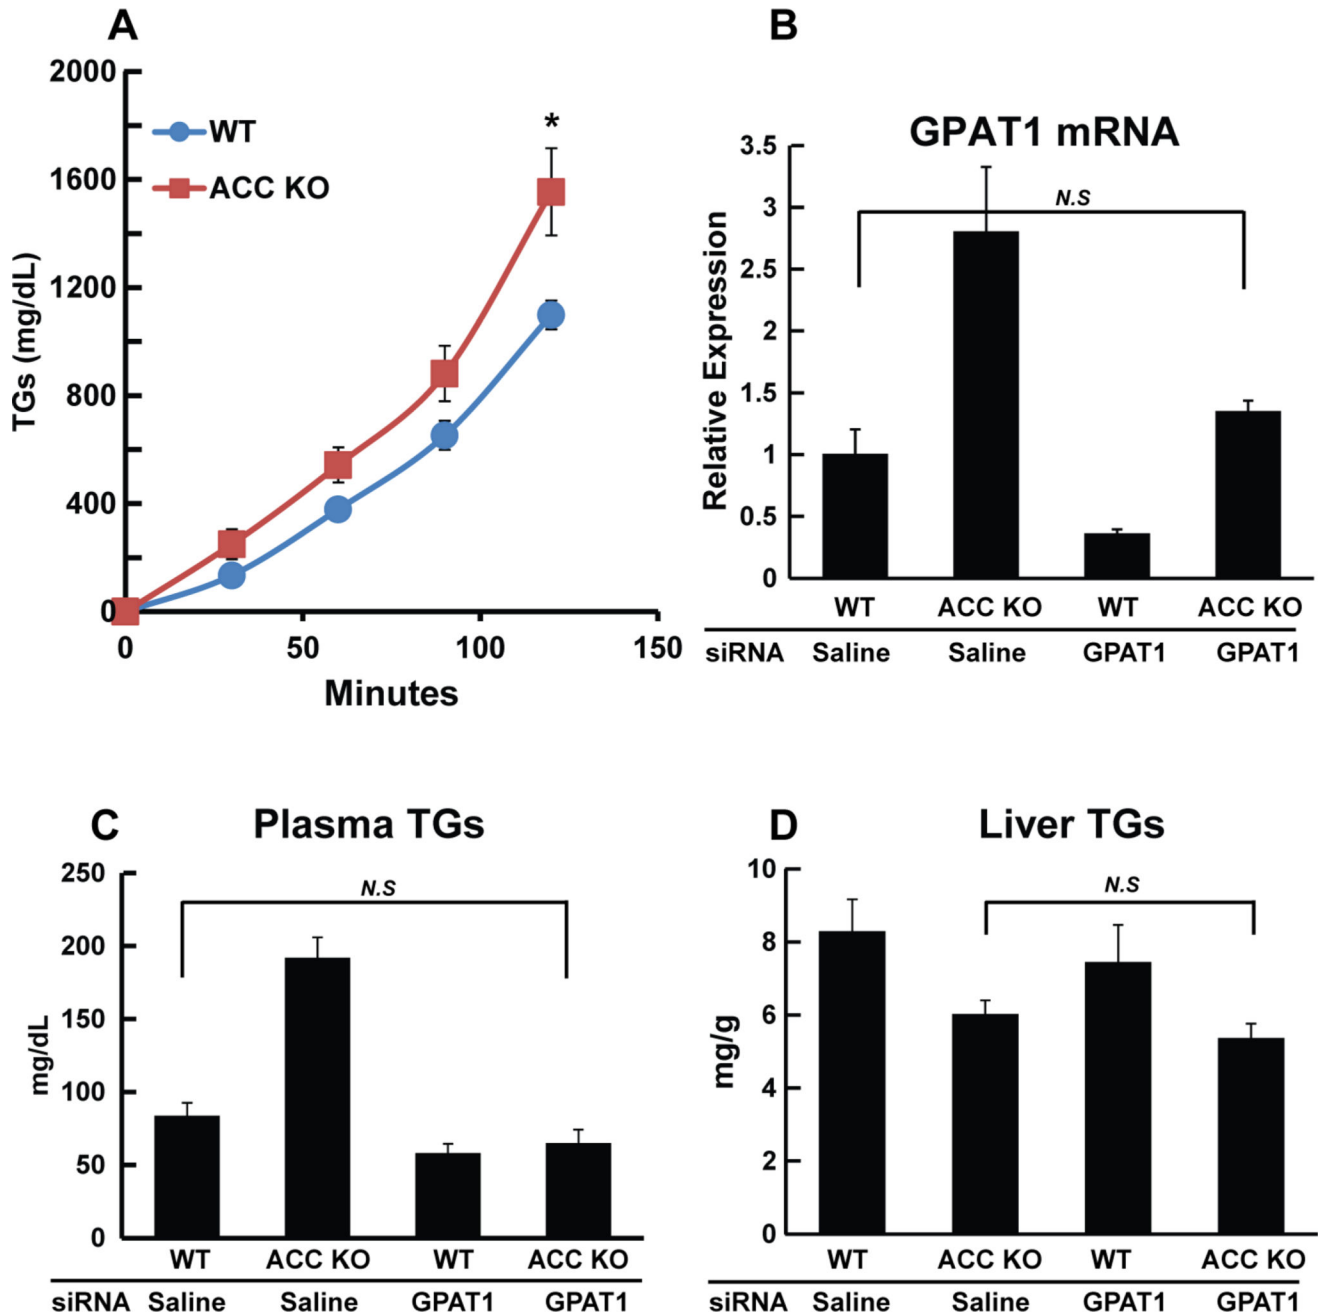 A
2000
1600
1200
800
400
0
TGs (mg/dL)
WT
ACC KO
*
0 50 100 150
Minutes
B
GPAT1 mRNA
3.5
3
2.5
2
1.5
1
0.5
0
Relative Expression
N.S
WT ACC KO WT ACC KO
siRNA Saline Saline GPAT1 GPAT1
C
Plasma TGs
250
200
150
100
50
0
mg/dL
N.S
WT ACC KO WT ACC KO
siRNA Saline Saline GPAT1 GPAT1
D
Liver TGs
10
8
6
4
2
0
mg/g
N.S
WT ACC KO WT ACC KO
siRNA Saline Saline GPAT1 GPAT1